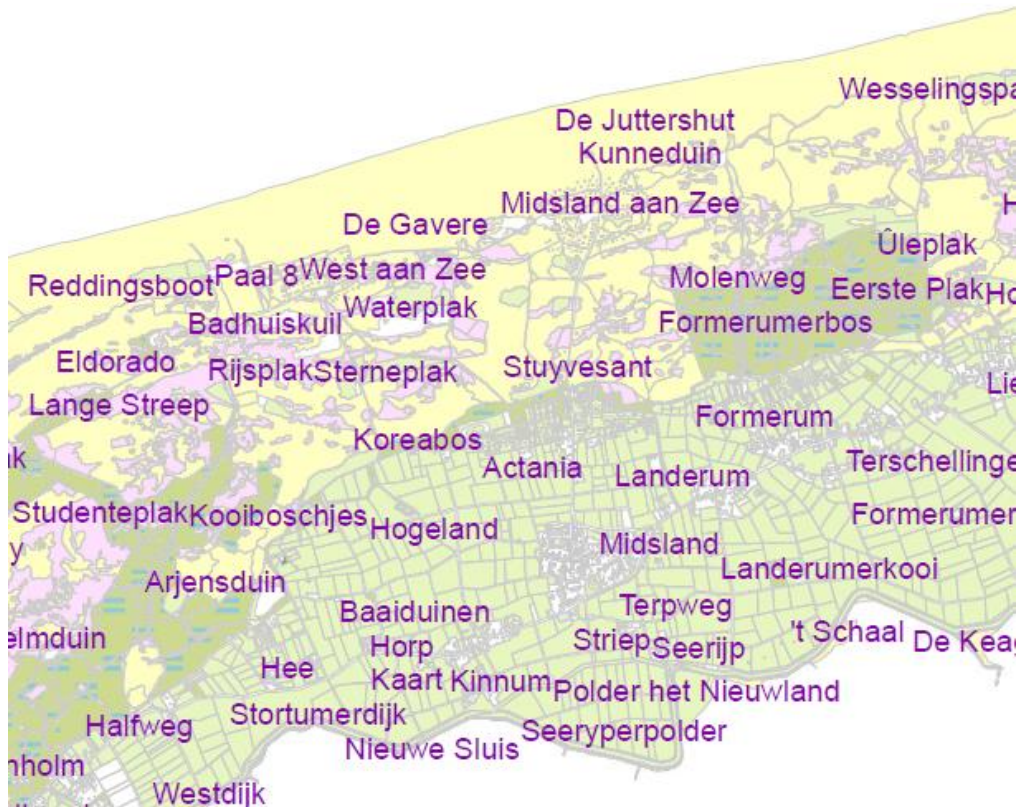 Wesselingspa
De Juttershut
Kunneduin
Midsland aan Zee
De Gavere
Ûleplak
Reddingsboot
Paal 8
West aan Zee
Molenweg
Eerste Plak
Ho
H
Badhuiskuil
Waterplak
Formerumerbos
Eldorado
Rijsplak
Sterneplak
Stuyvesant
Lie
Lange Streep
Formerum
Koreabos
Actania
Landerum
Terschellinge
Studenteplak
Kooiboschjes
Hogeland
Formerumer
Midsland
Landerumerkooi
Arjensduin
Baaiduinen
Terpweg
elmduin
Horp
Striep
Seerijp
't Schaal
De Keag
Hee
Kaart
Kinnum
Polder het Nieuwland
Halfweg
Stortumerdijk
Nieuwe Sluis
Seeryperpolder
nholm
Westdijk